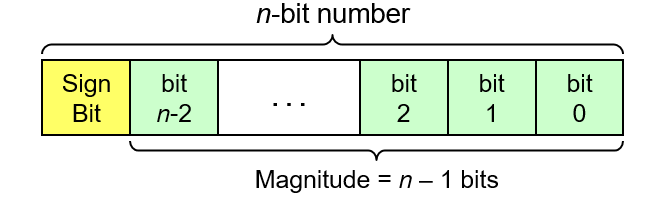 n-bit number
Sign bit ... bit bit bit
Bit n-2 2 1 0
Magnitude = n – 1 bits